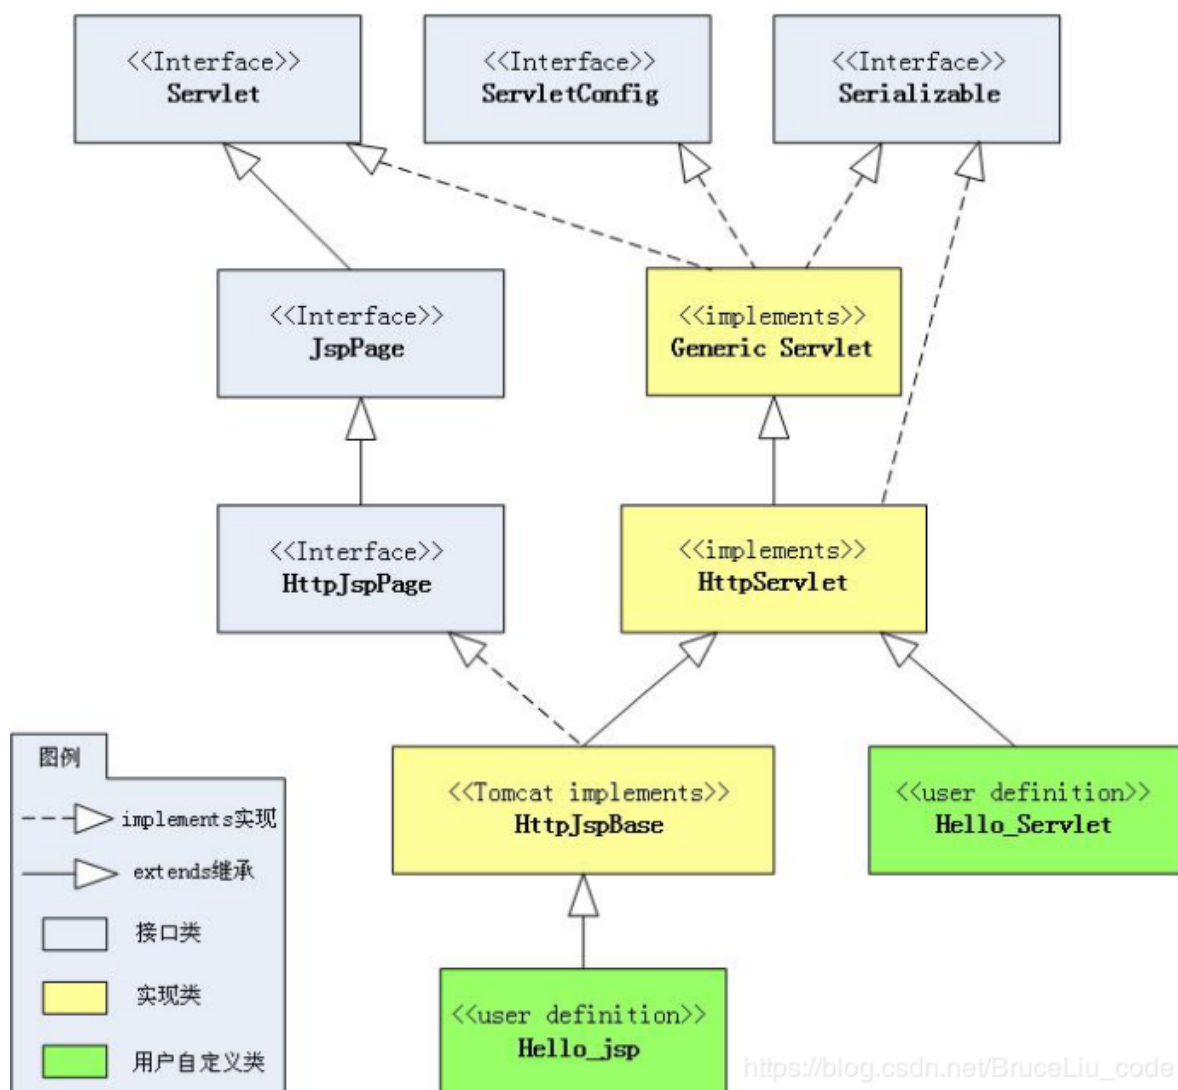 <<Interface>>
Servlet
<<Interface>>
ServletConfig
<<Interface>>
Serializable
<<Interface>>
JspPage
<<implements>>
Generic Servlet
<<Interface>>
HttpJspPage
<<implements>>
HttpServlet
<<Tomcat implements>>
HttpJspBase
<<user definition>>
Hello_Servlet
<<user definition>>
Hello_jsp
图例
implements实现
extends继承
接口类
实现类
用户自定义类
https://blog.csdn.net/BruceLiu_code